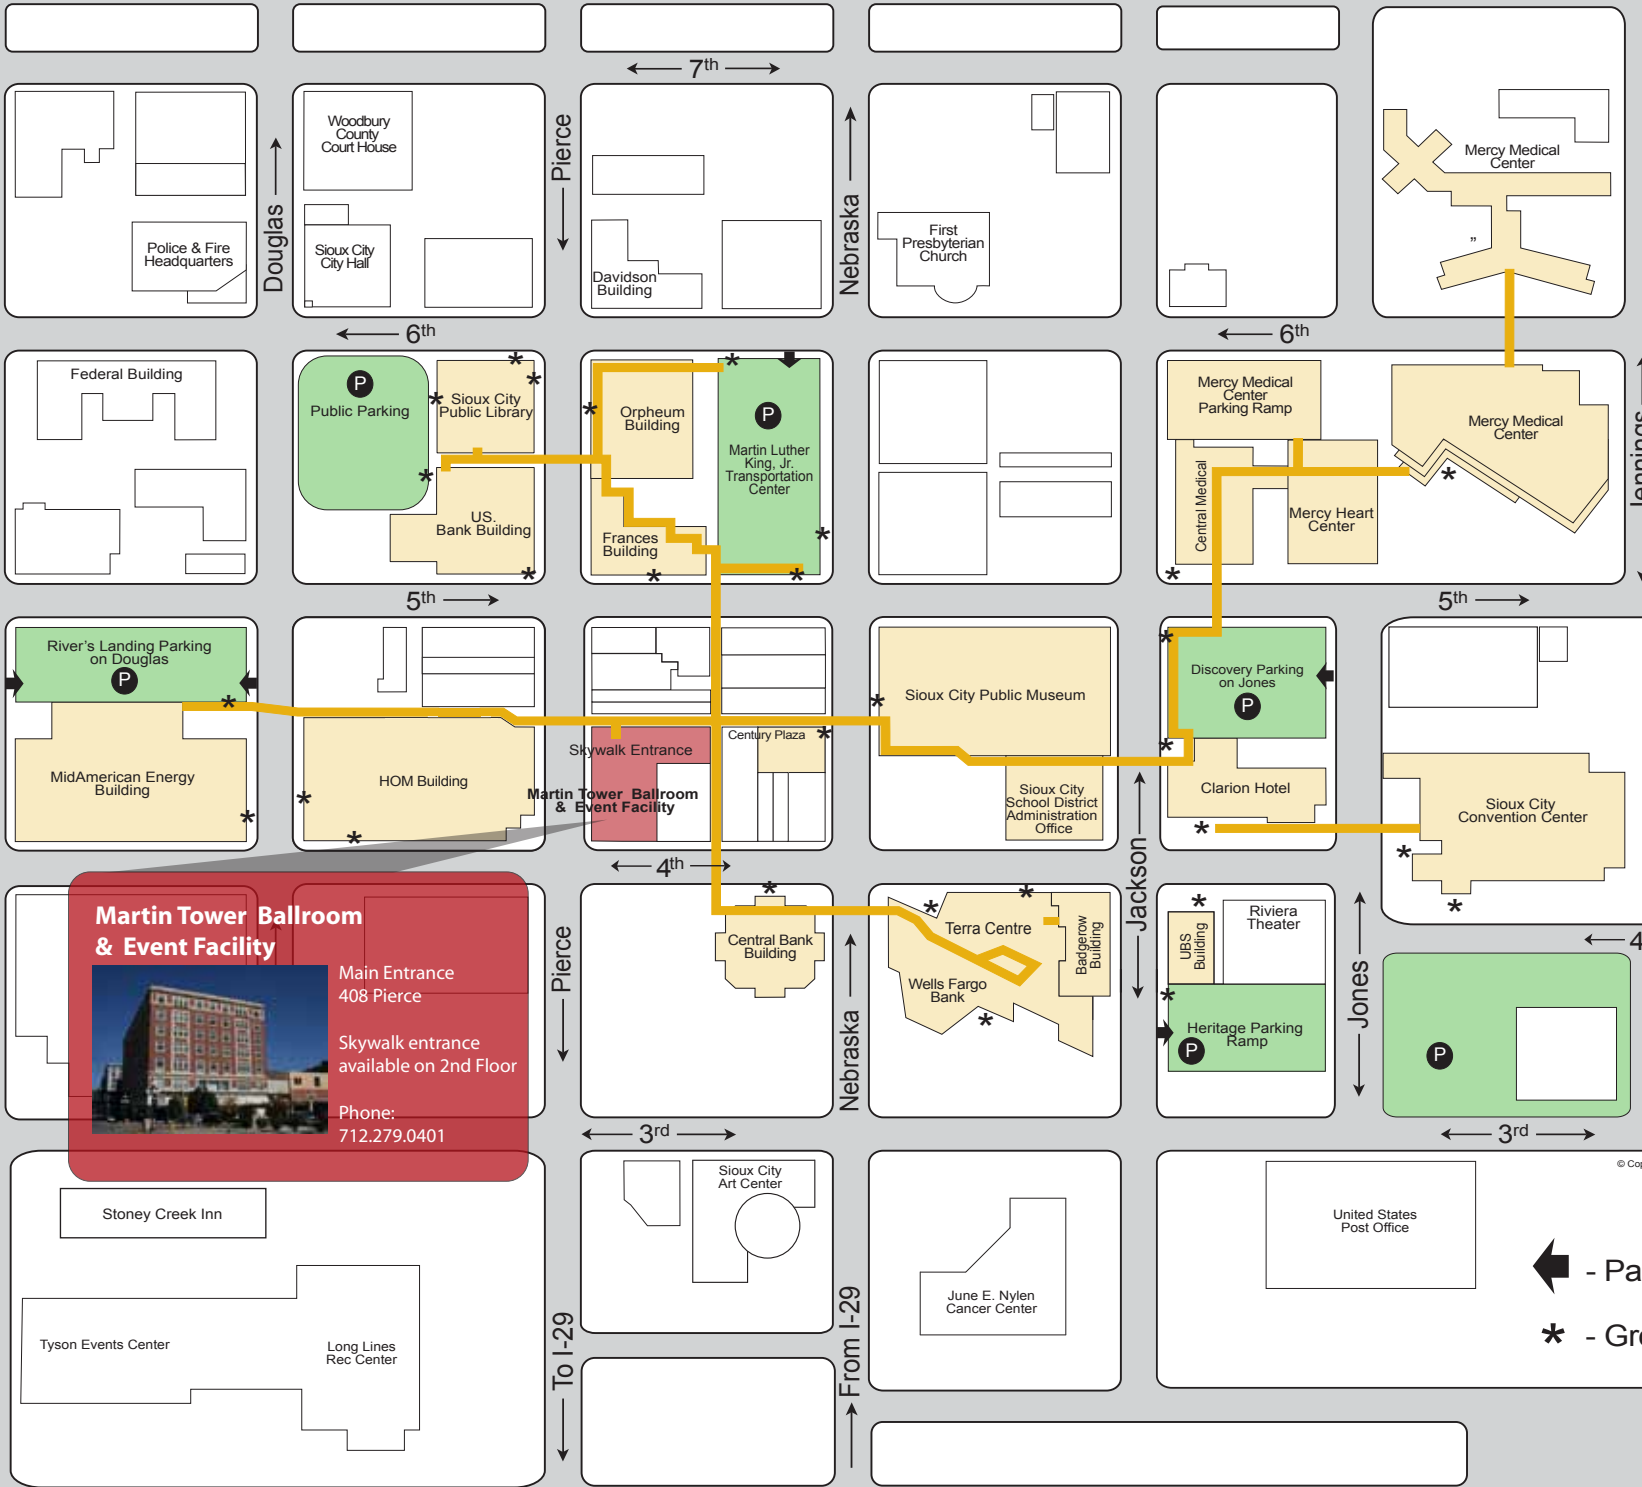 7th
Woodbury
County
Court House
Pierce
Mercy Medical
Center
Nebraska
Douglas
Police & Fire
Headquarters
Sioux City
City Hall
Davidson
Building
First
Presbyterian
Church
”
6th
6th
Federal Building
P
Public Parking
Sioux City
Public Library
Orpheum
Building
P
Martin Luther
King, Jr.
Transportation
Center
Mercy Medical
Center
Parking Ramp
Mercy Medical
Center
Jennings
US.
Bank Building
Frances
Building
Central Medical
Mercy Heart
Center
5th
5th
River's Landing Parking
on Douglas
P
Sioux City Public Museum
Discovery Parking
on Jones
P
Skywalk Entrance
Century Plaza
MidAmerican Energy
Building
HOM Building
Martin Tower Ballroom
& Event Facility
Sioux City
School District
Administration
Office
Clarion Hotel
Sioux City
Convention Center
4th
Jackson
Martin Tower Ballroom
& Event Facility
Main Entrance
408 Pierce
Skywalk entrance
available on 2nd Floor
Phone:
712.279.0401
Pierce
Central Bank
Building
Nebraska
Terra Centre
Wells Fargo
Bank
Badgerow
Building
UBS
Building
Riviera
Theater
4
Jones
Heritage Parking
Ramp
P
P
3rd
3rd
© Cop
Stoney Creek Inn
Sioux City
Art Center
United States
Post Office
- Pa
June E. Nylen
Cancer Center
Tyson Events Center
Long Lines
Rec Center
To I-29
From I-29
* - Gr